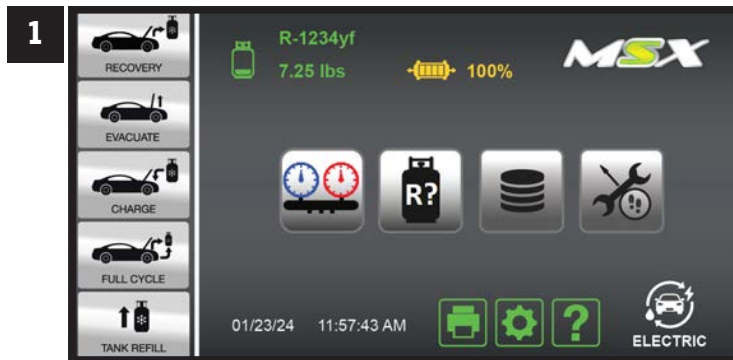 1
RECOVERY
EVACUATE
CHARGE
FULL CYCLE
TANK REFILL
R-1234yf
7.25 lbs
100%
MSX
R?
01/23/24 11:57:43 AM
?
ELECTRIC